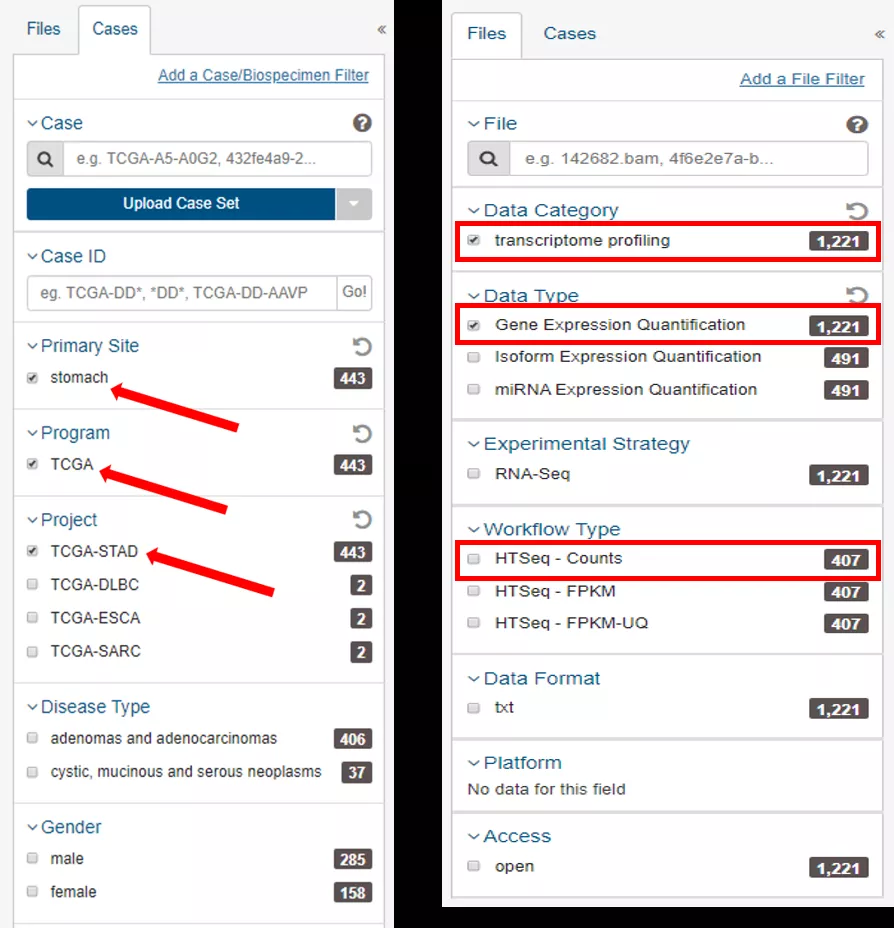 Files Cases «
Add a Case/Biospecimen Filter
Case ?
e.g. TCGA-A5-A0G2, 432fe4a9-2...
Upload Case Set
Case ID
eg. TCGA-DD*, *DD*, TCGA-DD-AAVP Go!
Primary Site
stomach 443
Program
TCGA 443
Project
TCGA-STAD 443
TCGA-DLBC 2
TCGA-ESCA 2
TCGA-SARC 2
Disease Type
adenomas and adenocarcinomas 406
cystic, mucinous and serous neoplasms 37
Gender
male 285
female 158
Files Cases «
Add a File Filter
File ?
e.g. 142682.bam, 4f6e2e7a-b...
Data Category
transcriptome profiling 1,221
Data Type
Gene Expression Quantification 1,221
Isoform Expression Quantification 491
miRNA Expression Quantification 491
Experimental Strategy
RNA-Seq 1,221
Workflow Type
HTSeq - Counts 407
HTSeq - FPKM 407
HTSeq - FPKM-UQ 407
Data Format
txt 1,221
Platform
No data for this field
Access
open 1,221